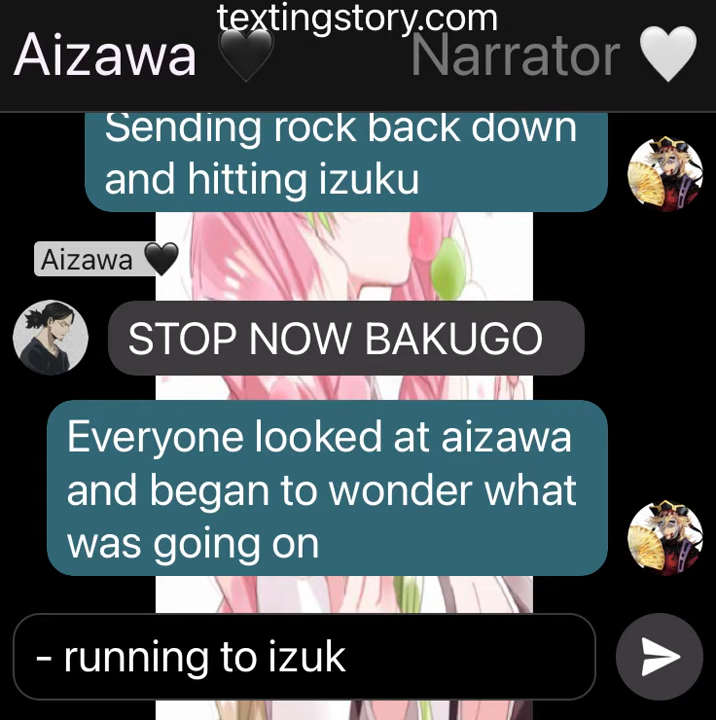 textingstory.com
Aizawa 🖤 Narrator 🤍
Sending rock back down
and hitting izuku
Aizawa 🖤
STOP NOW BAKUGO
Everyone looked at aizawa
and began to wonder what
was going on
- running to izuk